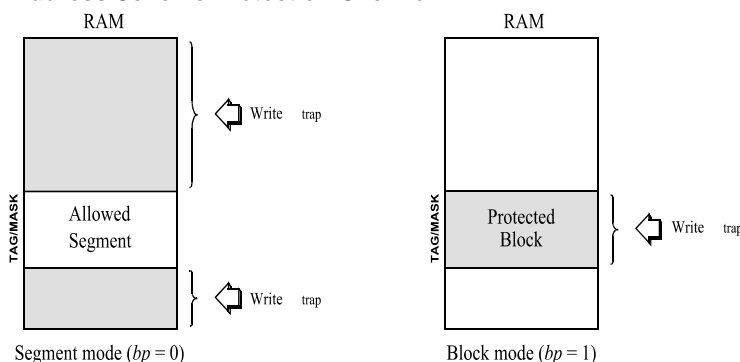 RAM
RAM
Write trap
TAG/MASK
Allowed
Segment
TAG/MASK
Protected
Block
Write trap
Write trap
Segment mode (bp = 0)
Block mode (bp = 1)